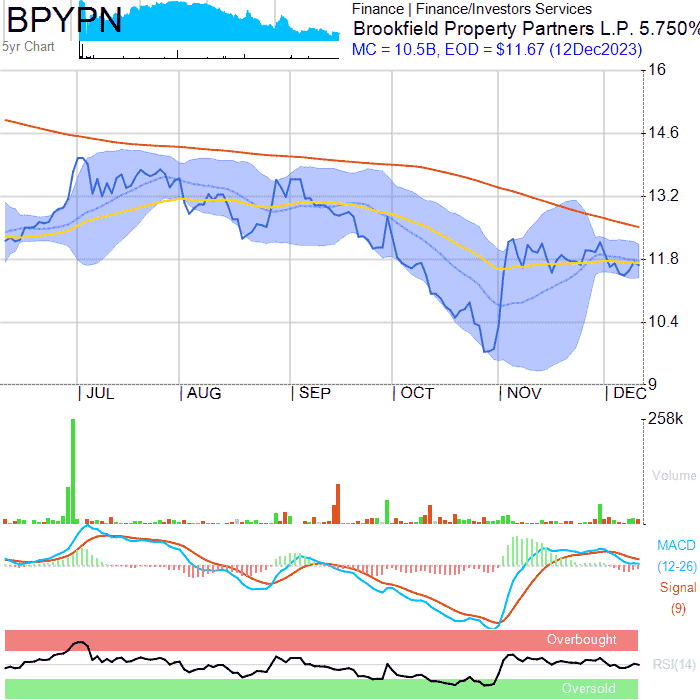 BPYPN
5yr Chart
Finance | Finance/Investors Services
Brookfield Property Partners L.P. 5.750%
MC = 10.5B, EOD = $11.67 (12Dec2023)
16
14.6
13.2
11.8
10.4
9
| JUL | AUG | SEP | OCT | NOV | DEC
258k
Volume
MACD
(12-26)
Signal
(9)
Overbought
RSI(14)
Oversold